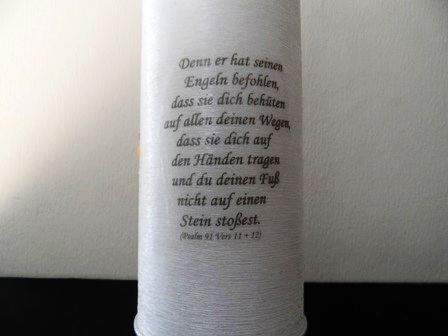 Denn er hat seinen
Engeln befohlen,
dass sie dich behüten
auf allen deinen Wegen,
dass sie dich auf
den Händen tragen
und du deinen Fuß
nicht auf einen
Stein stoßest.
(Psalm 91 Vers 11 + 12)